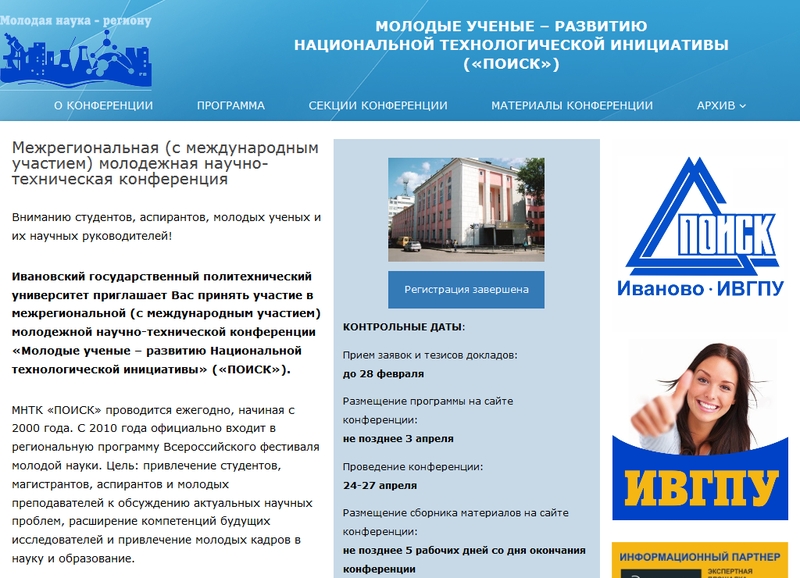 Молодая наука - региону
МОЛОДЫЕ УЧЕНЫЕ – РАЗВИТИЮ
НАЦИОНАЛЬНОЙ ТЕХНОЛОГИЧЕСКОЙ ИНИЦИАТИВЫ
(«ПОИСК»)
О КОНФЕРЕНЦИИ ПРОГРАММА СЕКЦИИ КОНФЕРЕНЦИИ МАТЕРИАЛЫ КОНФЕРЕНЦИИ АРХИВ
Межрегиональная (с международным
участием) молодежная научно-
техническая конференция
Вниманию студентов, аспирантов, молодых ученых и
их научных руководителей!
Ивановский государственный политехнический
университет приглашает Вас принять участие в
межрегиональной (с международным участием)
молодежной научно-технической конференции
«Молодые ученые – развитию Национальной
технологической инициативы» («ПОИСК»).
МНТК «ПОИСК» проводится ежегодно, начиная с
2000 года. С 2010 года официально входит в
региональную программу Всероссийского фестиваля
молодой науки. Цель: привлечение студентов,
магистрантов, аспирантов и молодых
преподавателей к обсуждению актуальных научных
проблем, расширение компетенций будущих
исследователей и привлечение молодых кадров в
науку и образование.
Регистрация завершена
КОНТРОЛЬНЫЕ ДАТЫ:
Прием заявок и тезисов докладов:
до 28 февраля
Размещение программы на сайте
конференции:
не позднее 3 апреля
Проведение конференции:
24-27 апреля
Размещение сборника материалов на сайте
конференции:
не позднее 5 рабочих дней со дня окончания
конференции
ПОИСК
Иваново · ИВГПУ
ИВГПУ
ИНФОРМАЦИОННЫЙ ПАРТНЕР
ЭКСПЕРТНАЯ